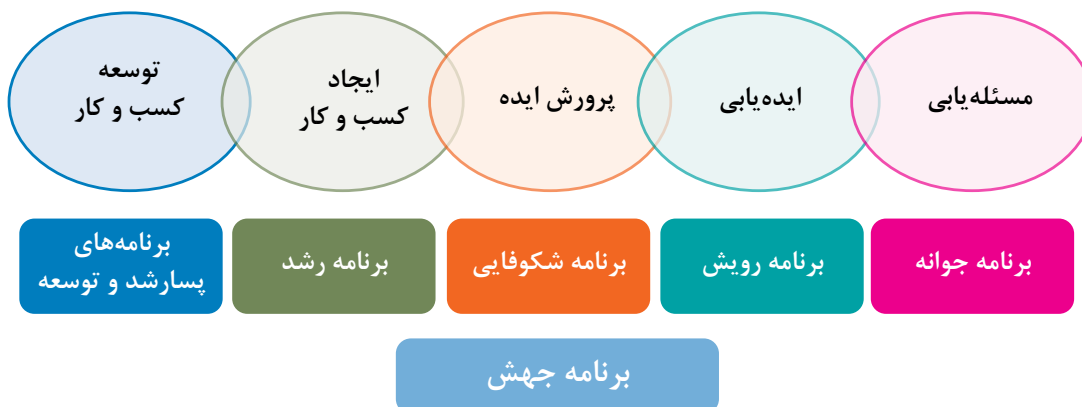 مسئله‌یابی
ایده‌یابی
پرورش ایده
ایجاد
کسب و کار
توسعه
کسب و کار
برنامه جوانه
برنامه رویش
برنامه شکوفایی
برنامه رشد
برنامه‌های
پسارشد و توسعه
برنامه جهش